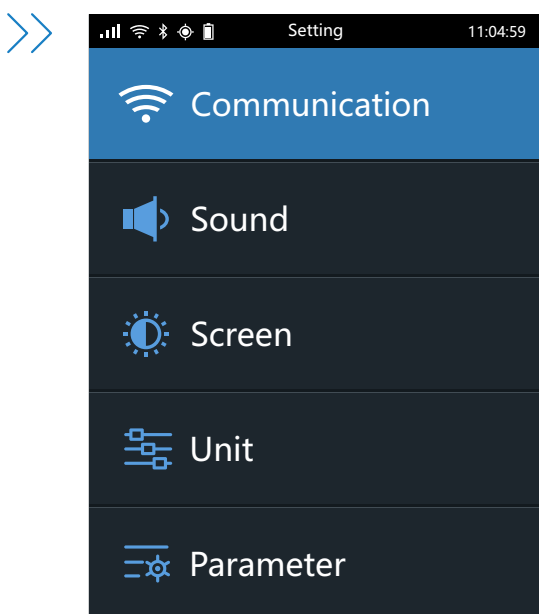 Setting 11:04:59
Communication
Sound
Screen
Unit
Parameter